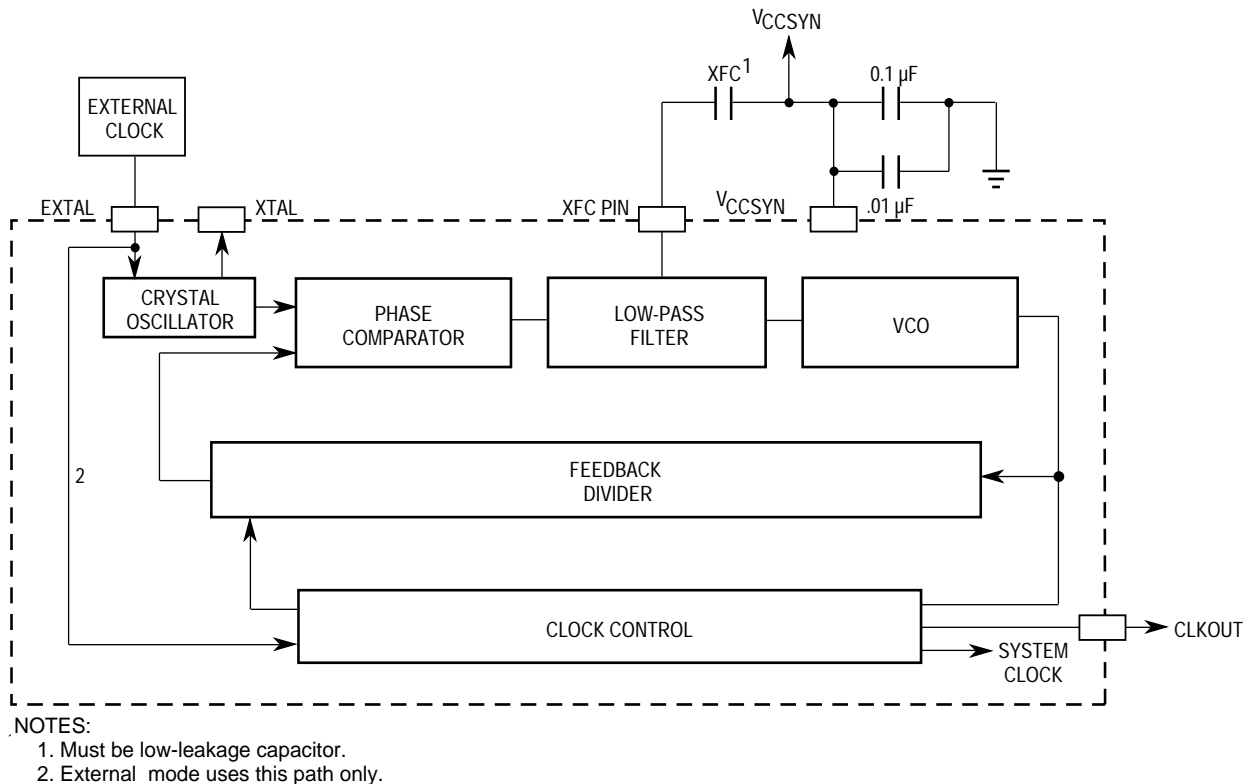 VCCSYN
XFC1
0.1 µF
EXTERNAL
CLOCK
EXTAL
XTAL
XFC PIN
VCCSYN
.01 µF
CRYSTAL
OSCILLATOR
PHASE
COMPARATOR
LOW-PASS
FILTER
VCO
2
FEEDBACK
DIVIDER
CLOCK CONTROL
CLKOUT
SYSTEM
CLOCK
NOTES:
1. Must be low-leakage capacitor.
2. External mode uses this path only.